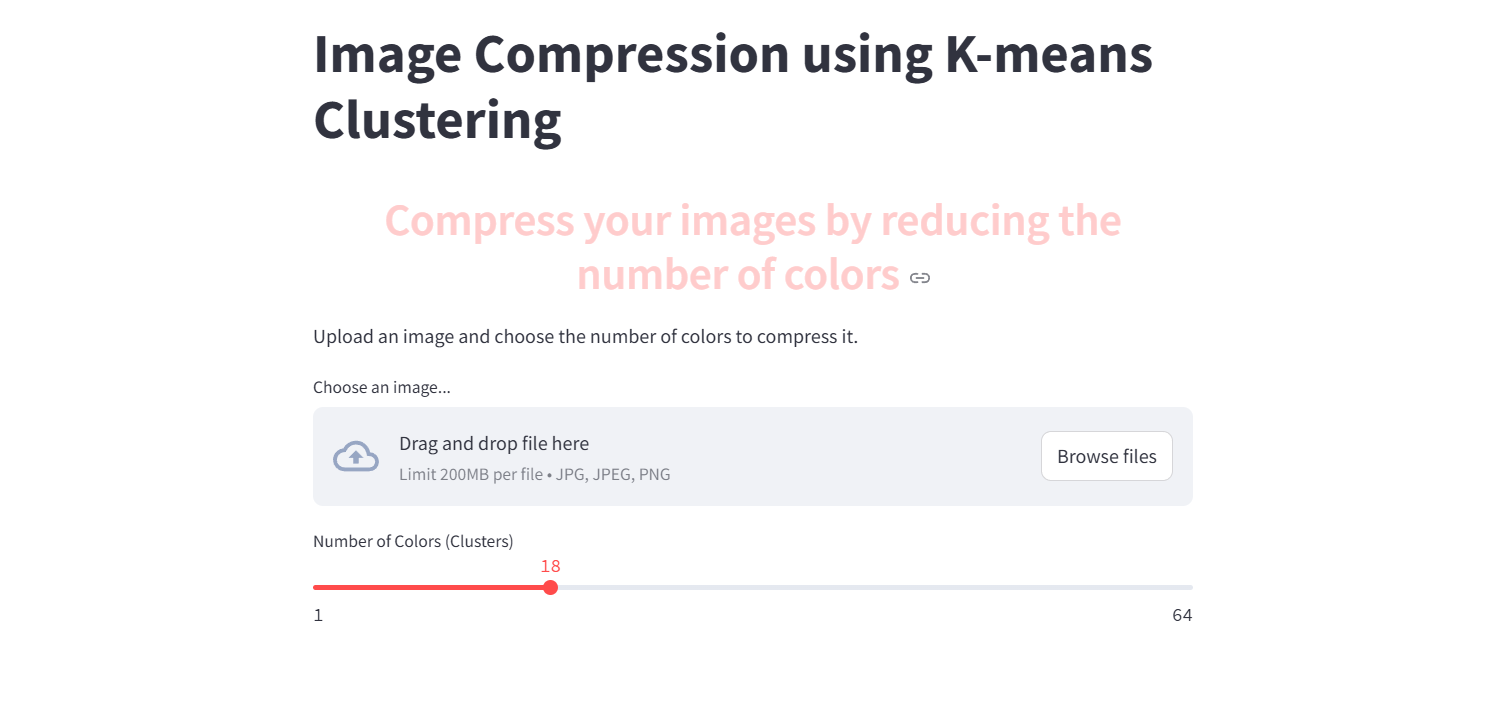 Image Compression using K-means
Clustering
Compress your images by reducing the
number of colors
Upload an image and choose the number of colors to compress it.
Choose an image...
Drag and drop file here
Limit 200MB per file • JPG, JPEG, PNG
Browse files
Number of Colors (Clusters)
18
1
64